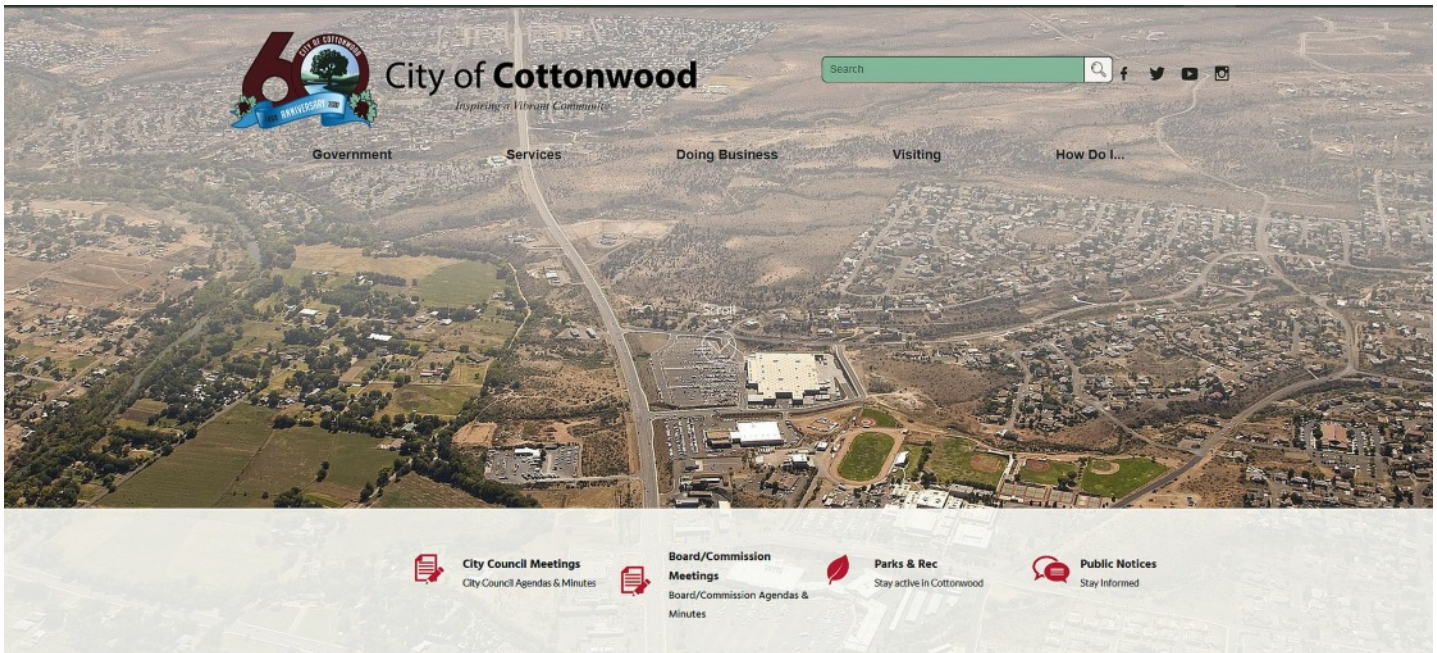 CITY OF COTTONWOOD
60
1960 ANNIVERSARY 2020
City of Cottonwood
Inspiring a Vibrant Community
Search
Government
Services
Doing Business
Visiting
How Do I...
Scroll
City Council Meetings
City Council Agendas & Minutes
Board/Commission
Meetings
Board/Commission Agendas &
Minutes
Parks & Rec
Stay active in Cottonwood
Public Notices
Stay Informed